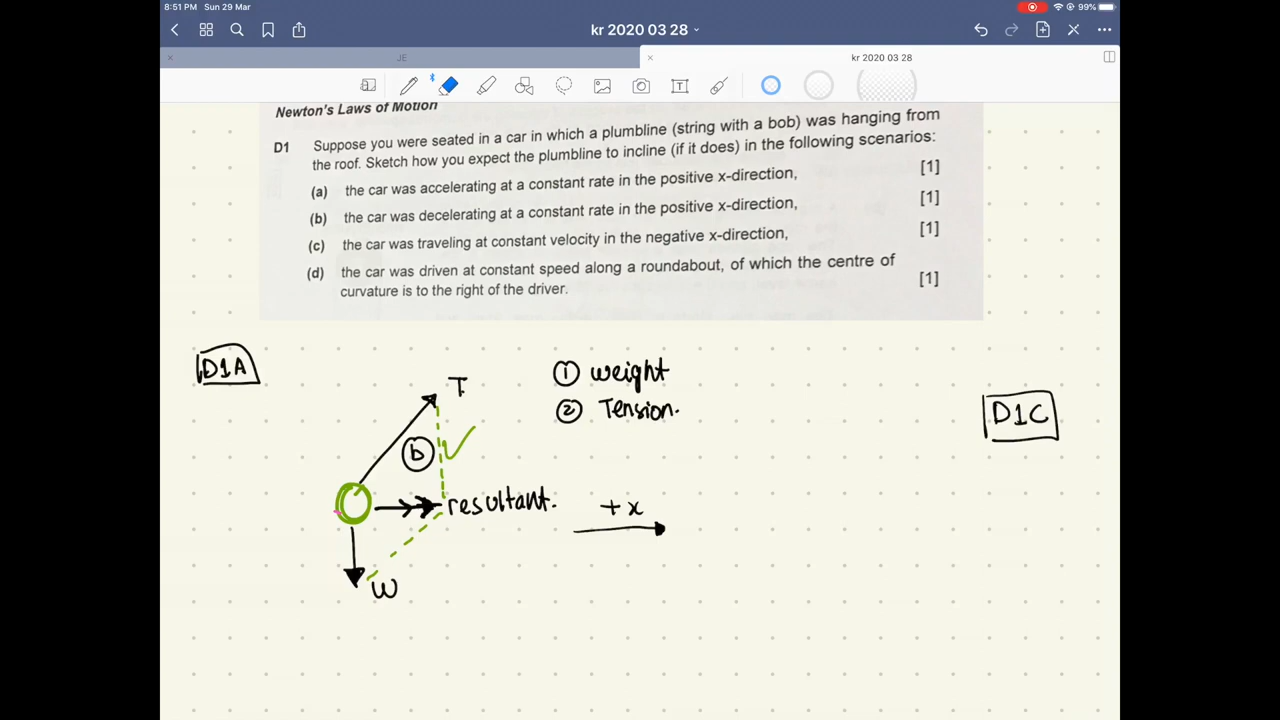 8:51 PM Sun 29 Mar
99%
kr 2020 03 28
JE
kr 2020 03 28
Newton's Laws of Motion
D1 Suppose you were seated in a car in which a plumbline (string with a bob) was hanging from
the roof. Sketch how you expect the plumbline to incline (if it does) in the following scenarios:
(a) the car was accelerating at a constant rate in the positive x-direction, [1]
(b) the car was decelerating at a constant rate in the positive x-direction, [1]
(c) the car was traveling at constant velocity in the negative x-direction, [1]
(d) the car was driven at constant speed along a roundabout, of which the centre of
curvature is to the right of the driver. [1]
D1A
T
① weight
② Tension.
D1C
b
resultant.
+x
W